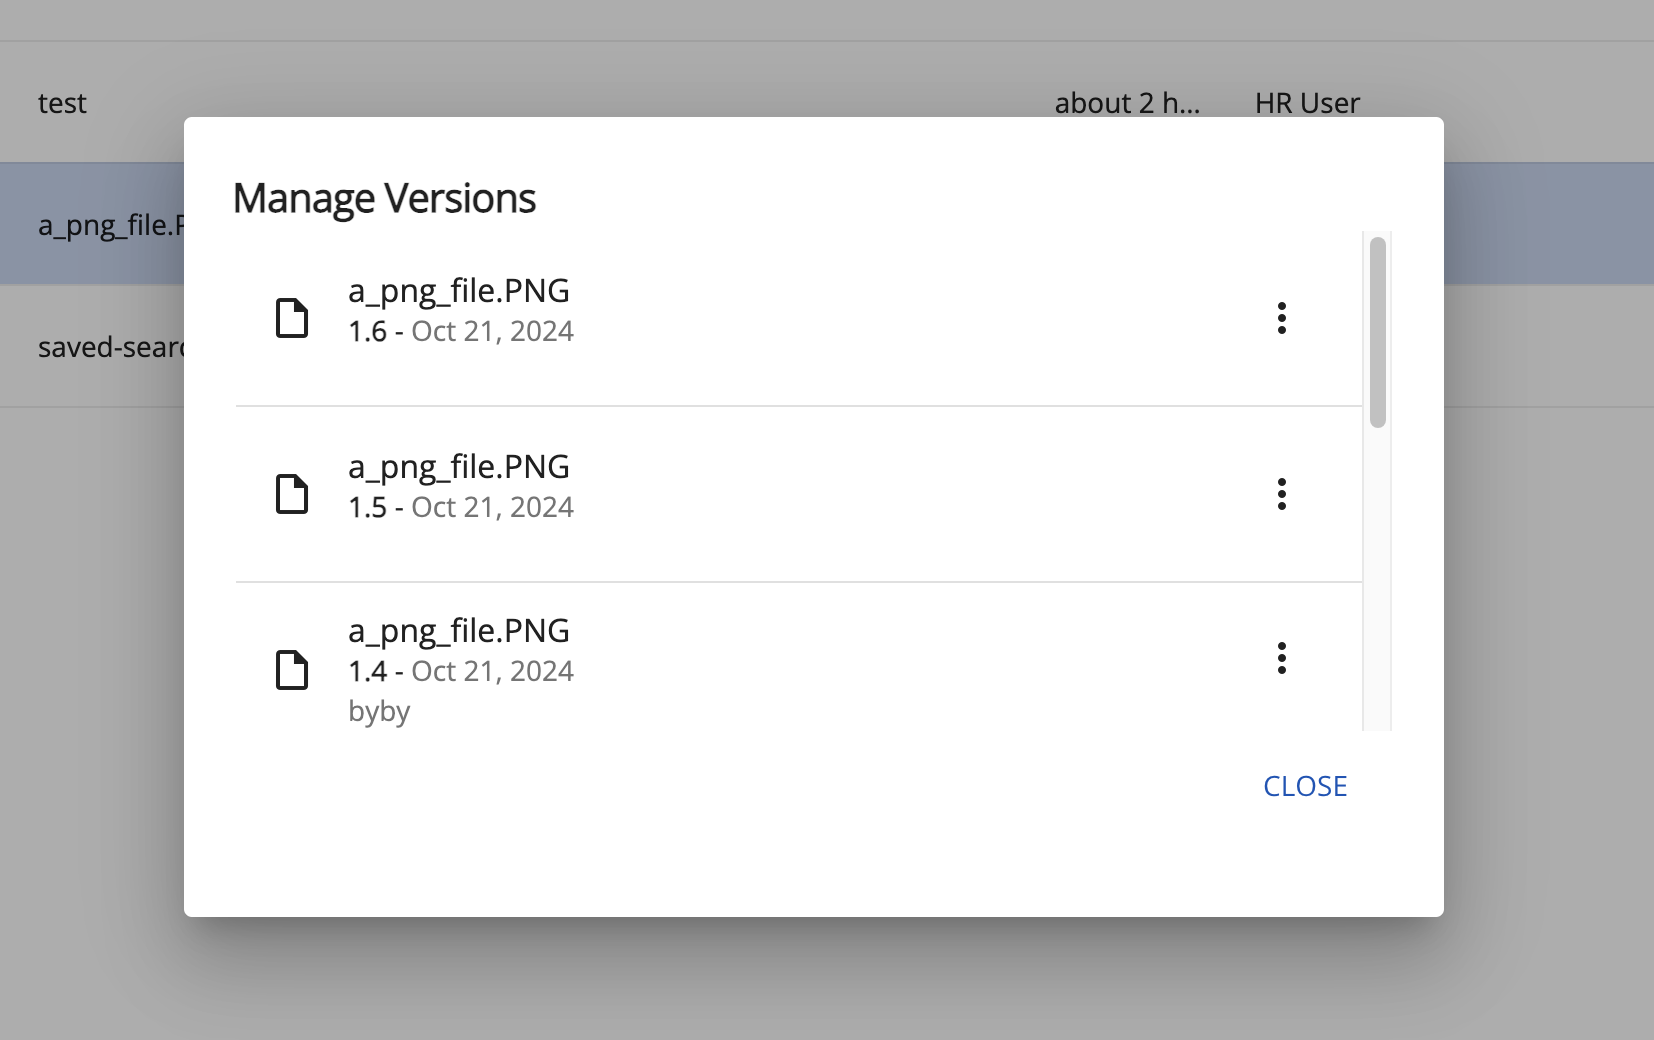 test
about 2 h...
HR User
a_png_file.
saved-sear
Manage Versions
a_png_file.PNG
1.6 - Oct 21, 2024
a_png_file.PNG
1.5 - Oct 21, 2024
a_png_file.PNG
1.4 - Oct 21, 2024
byby
CLOSE